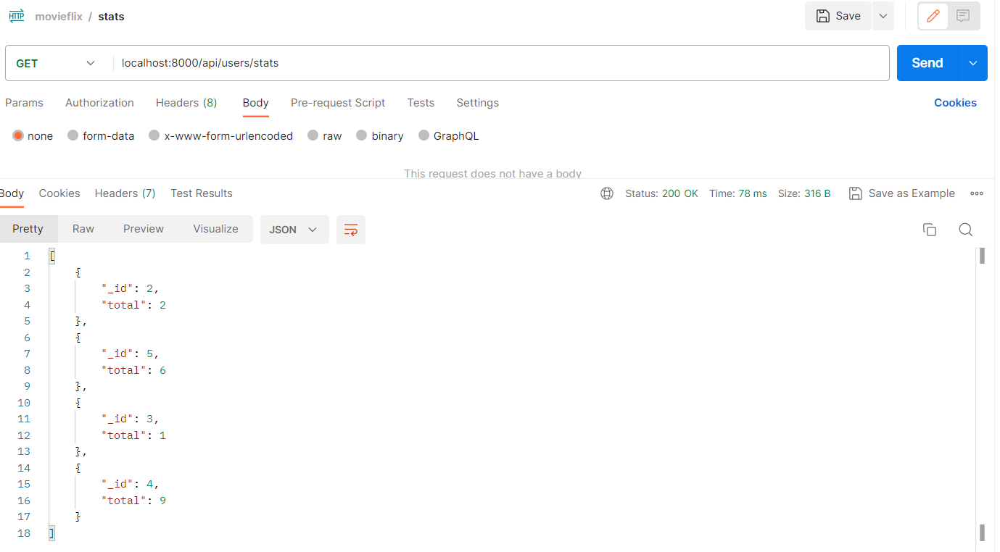 HTTP movieflix / stats Save
GET localhost:8000/api/users/stats Send
Params Authorization Headers (8) Body Pre-request Script Tests Settings Cookies
none form-data x-www-form-urlencoded raw binary GraphQL
This request does not have a body
Body Cookies Headers (7) Test Results Status: 200 OK Time: 78 ms Size: 316 B Save as Example
Pretty Raw Preview Visualize JSON
1 [
2 {
3 "_id": 2,
4 "total": 2
5 },
6 {
7 "_id": 5,
8 "total": 6
9 },
10 {
11 "_id": 3,
12 "total": 1
13 },
14 {
15 "_id": 4,
16 "total": 9
17 }
18 ]